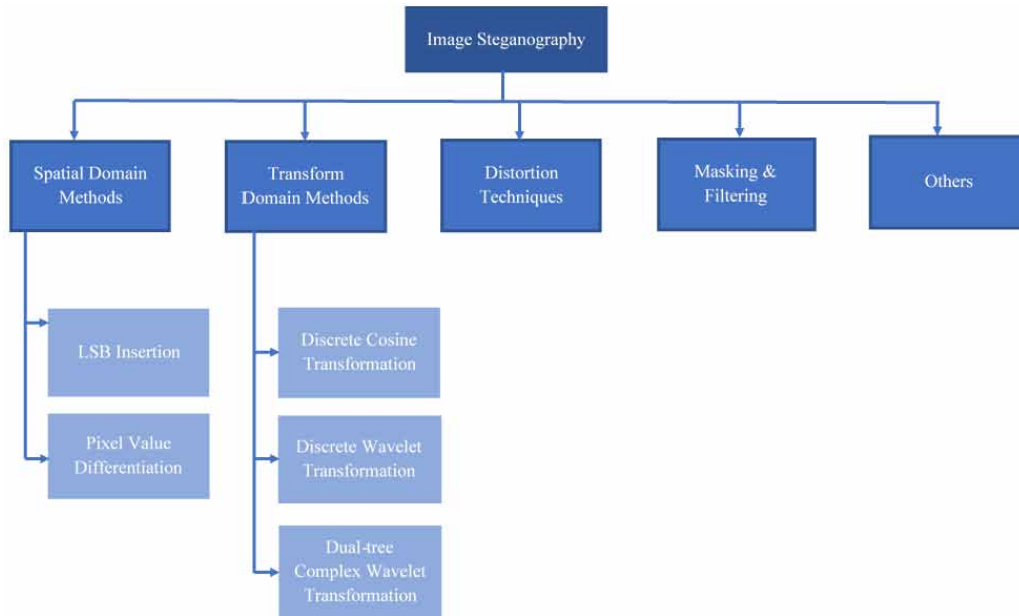 Image Steganography
Spatial Domain
Methods
Transform
Domain Methods
Distortion
Techniques
Masking &
Filtering
Others
LSB Insertion
Pixel Value
Differentiation
Discrete Cosine
Transformation
Discrete Wavelet
Transformation
Dual-tree
Complex Wavelet
Transformation